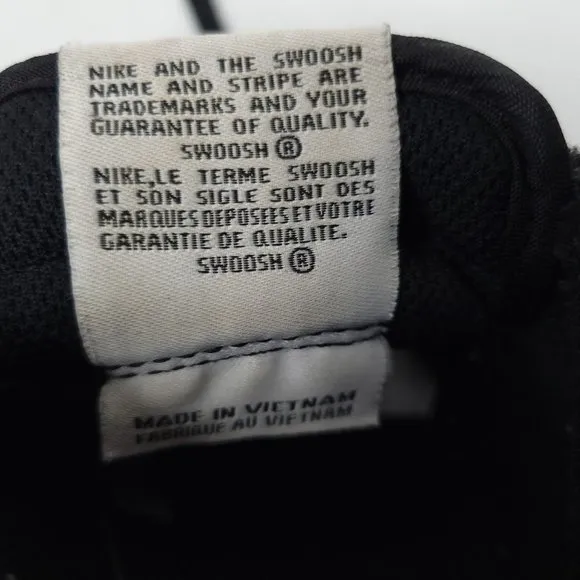 NIKE AND THE SWOOSH
NAME AND STRIPE ARE
TRADEMARKS AND YOUR
GUARANTEE OF QUALITY.
SWOOSH ®
NIKE,LE TERME SWOOSH
ET SON SIGLE SONT DES
MARQUES DEPOSEES ET VOTRE
GARANTIE DE QUALITE.
SWOOSH ®
MADE IN VIETNAM
FABRIQUE AU VIETNAM